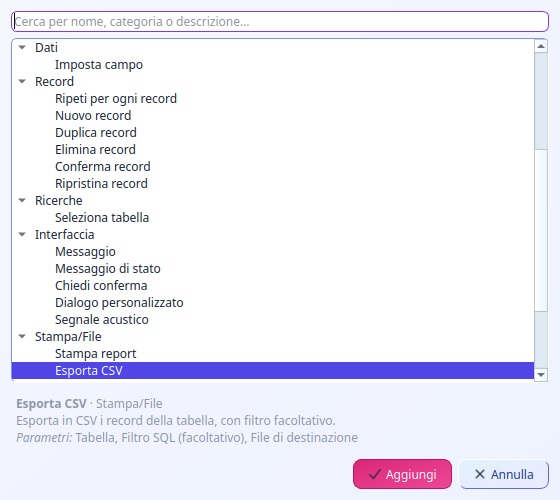 Cerca per nome, categoria o descrizione...
Dati
Imposta campo
Record
Ripeti per ogni record
Nuovo record
Duplica record
Elimina record
Conferma record
Ripristina record
Ricerche
Seleziona tabella
Interfaccia
Messaggio
Messaggio di stato
Chiedi conferma
Dialogo personalizzato
Segnale acustico
Stampa/File
Stampa report
Esporta CSV
Esporta CSV · Stampa/File
Esporta in CSV i record della tabella, con filtro facoltativo.
Parametri: Tabella, Filtro SQL (facoltativo), File di destinazione
Aggiungi
Annulla